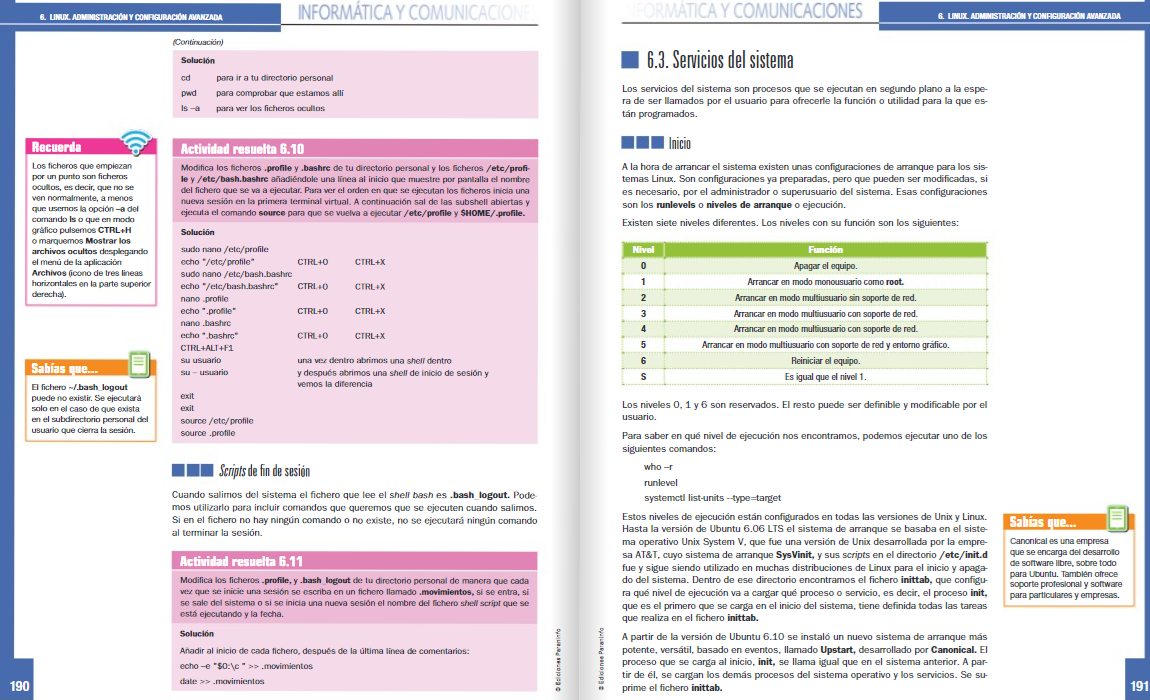 6. LINUX. ADMINISTRACIÓN Y CONFIGURACIÓN AVANZADA
INFORMÁTICA Y COMUNICACIONES
(Continuación)
Solución
cd para ir a tu directorio personal
pwd para comprobar que estamos allí
ls –a para ver los ficheros ocultos
Recuerda
Los ficheros que empiezan
por un punto son ficheros
ocultos, es decir, que no se
ven normalmente, a menos
que usemos la opción –a del
comando ls o que en modo
gráfico pulsemos CTRL+H
o marquemos Mostrar los
archivos ocultos desplegando
el menú de la aplicación
Archivos (icono de tres líneas
horizontales en la parte superior
derecha).
Actividad resuelta 6.10
Modifica los ficheros .profile y .bashrc de tu directorio personal y los ficheros /etc/profi-
le y /etc/bash.bashrc añadiéndole una línea al inicio que muestre por pantalla el nombre
del fichero que se va a ejecutar. Para ver el orden en que se ejecutan los ficheros inicia una
nueva sesión en la primera terminal virtual. A continuación sal de las subshell abiertas y
ejecuta el comando source para que se vuelva a ejecutar /etc/profile y $HOME/.profile.
Solución
sudo nano /etc/profile
echo "/etc/profile" CTRL+O CTRL+X
sudo nano /etc/bash.bashrc
echo "/etc/bash.bashrc" CTRL+O CTRL+X
nano .profile
echo ".profile" CTRL+O CTRL+X
nano .bashrc
echo ".bashrc" CTRL+O CTRL+X
CTRL+ALT+F1
su usuario una vez dentro abrimos una shell dentro
su – usuario y después abrimos una shell de inicio de sesión y
vemos la diferencia
exit
exit
source /etc/profile
source .profile
Sabías que...
El fichero ~/.bash_logout
puede no existir. Se ejecutará
solo en el caso de que exista
en el subdirectorio personal del
usuario que cierra la sesión.
Scripts de fin de sesión
Cuando salimos del sistema el fichero que lee el shell bash es .bash_logout. Pode-
mos utilizarlo para incluir comandos que queremos que se ejecuten cuando salimos.
Si en el fichero no hay ningún comando o no existe, no se ejecutará ningún comando
al terminar la sesión.
Actividad resuelta 6.11
Modifica los ficheros .profile, y .bash_logout de tu directorio personal de manera que cada
vez que se inicie una sesión se escriba en un fichero llamado .movimientos, si se entra, si
se sale del sistema o si se inicia una nueva sesión el nombre del fichero shell script que se
está ejecutando y la fecha.
Solución
Añadir al inicio de cada fichero, después de la última línea de comentarios:
echo –e "$0:\c " >> .movimientos
date >> .movimientos
© Ediciones Paraninfo
190
INFORMÁTICA Y COMUNICACIONES
6. LINUX. ADMINISTRACIÓN Y CONFIGURACIÓN AVANZADA
6.3. Servicios del sistema
Los servicios del sistema son procesos que se ejecutan en segundo plano a la espe-
ra de ser llamados por el usuario para ofrecerle la función o utilidad para la que es-
tán programados.
Inicio
A la hora de arrancar el sistema existen unas configuraciones de arranque para los sis-
temas Linux. Son configuraciones ya preparadas, pero que pueden ser modificadas, si
es necesario, por el administrador o superusuario del sistema. Esas configuraciones
son los runlevels o niveles de arranque o ejecución.
Existen siete niveles diferentes. Los niveles con su función son los siguientes:
Nivel Función
0 Apagar el equipo.
1 Arrancar en modo monousuario como root.
2 Arrancar en modo multiusuario sin soporte de red.
3 Arrancar en modo multiusuario con soporte de red.
4 Arrancar en modo multiusuario con soporte de red.
5 Arrancar en modo multiusuario con soporte de red y entorno gráfico.
6 Reiniciar el equipo.
S Es igual que el nivel 1.
Los niveles 0, 1 y 6 son reservados. El resto puede ser definible y modificable por el
usuario.
Para saber en qué nivel de ejecución nos encontramos, podemos ejecutar uno de los
siguientes comandos:
who –r
runlevel
systemctl list-units --type=target
Estos niveles de ejecución están configurados en todas las versiones de Unix y Linux.
Hasta la versión de Ubuntu 6.06 LTS el sistema de arranque se basaba en el siste-
ma operativo Unix System V, que fue una versión de Unix desarrollada por la empre-
sa AT&T, cuyo sistema de arranque SysVinit, y sus scripts en el directorio /etc/init.d
fue y sigue siendo utilizado en muchas distribuciones de Linux para el inicio y apaga-
do del sistema. Dentro de ese directorio encontramos el fichero inittab, que configu-
ra qué nivel de ejecución va a cargar qué proceso o servicio, es decir, el proceso init,
que es el primero que se carga en el inicio del sistema, tiene definida todas las tareas
que realiza en el fichero inittab.
A partir de la versión de Ubuntu 6.10 se instaló un nuevo sistema de arranque más
potente, versátil, basado en eventos, llamado Upstart, desarrollado por Canonical. El
proceso que se carga al inicio, init, se llama igual que en el sistema anterior. A par-
tir de él, se cargan los demás procesos del sistema operativo y los servicios. Se su-
prime el fichero inittab.
Sabías que...
Canonical es una empresa
que se encarga del desarrollo
de software libre, sobre todo
para Ubuntu. También ofrece
soporte profesional y software
para particulares y empresas.
© Ediciones Paraninfo
191